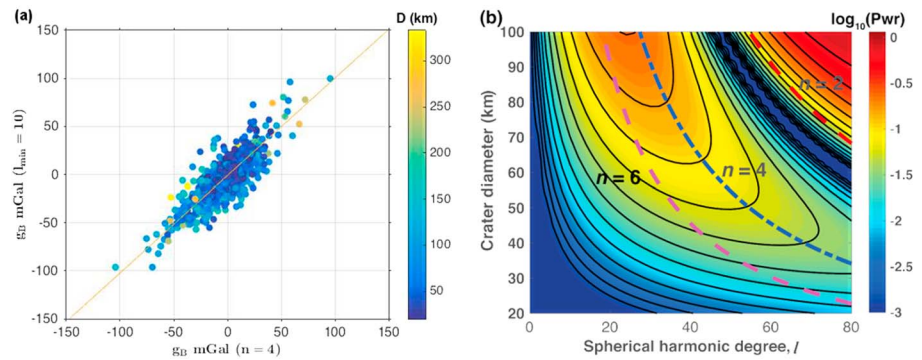 (a)
D (km)
150
100
50
0
-50
-100
-150
g_B mGal (l_min = 10)
-150 -100 -50 0 50 100 150
g_B mGal (n = 4)
300
250
200
150
100
50
(b)
log₁₀(Pwr)
100
90
80
70
60
50
40
30
20
Crater diameter (km)
n = 2
n = 4
n = 6
0 20 40 60 80
Spherical harmonic degree, l
0
-0.5
-1
-1.5
-2
-2.5
-3